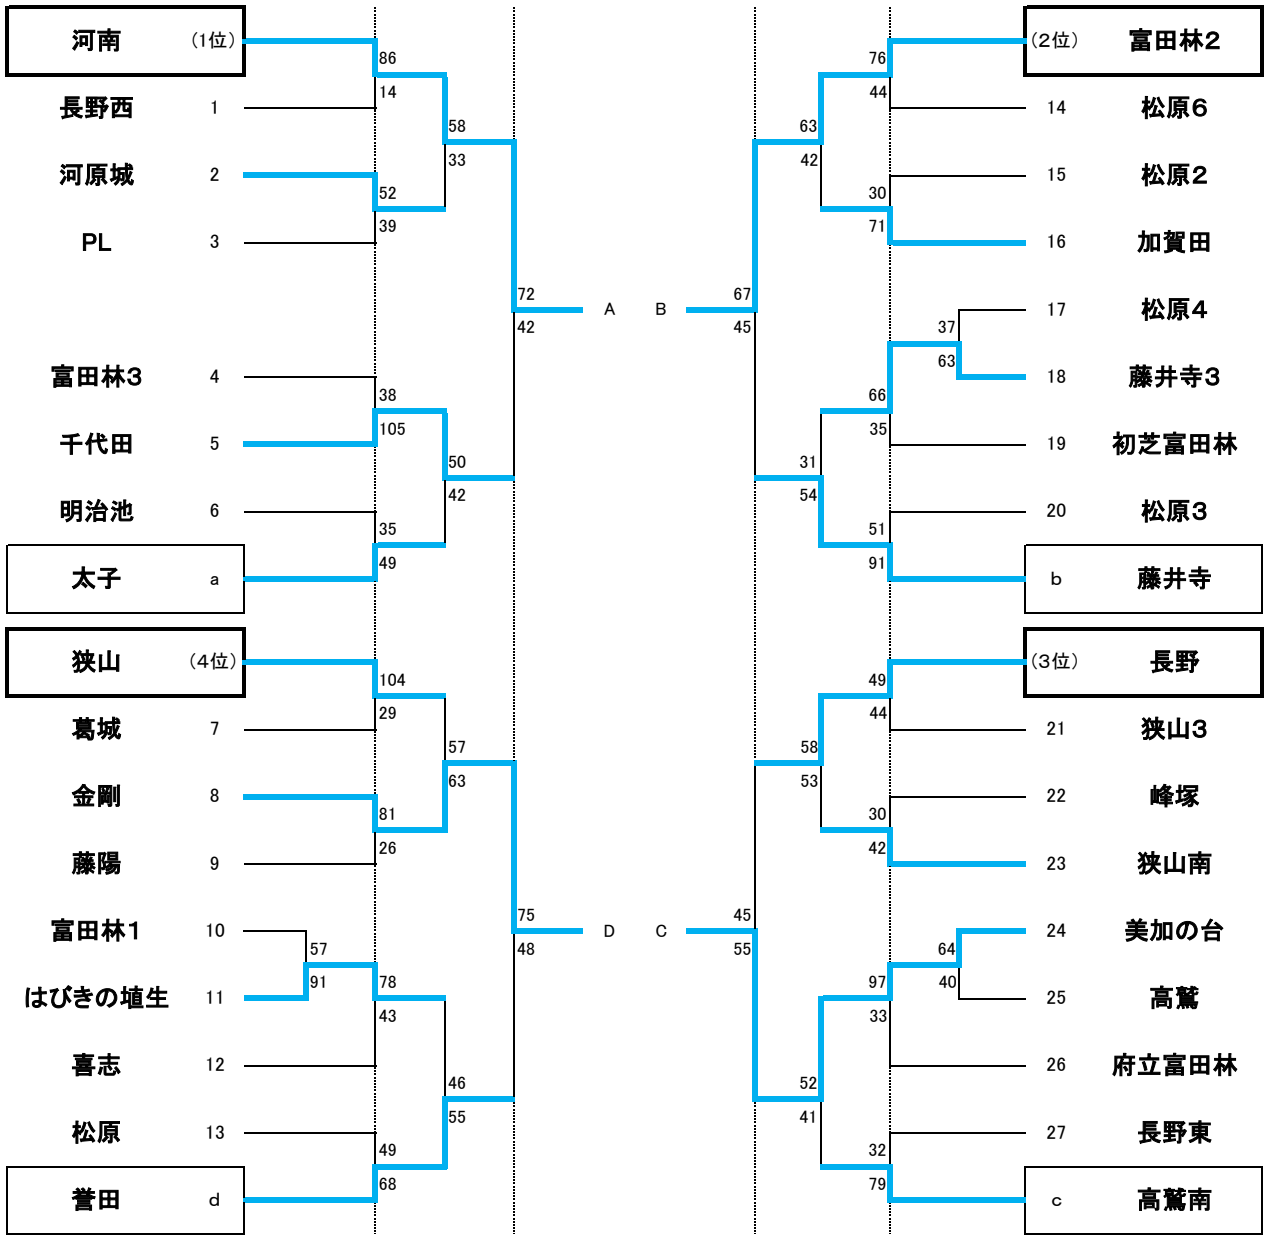 河南 (1位)
86
14
長野西 1
58
33
河原城 2
52
39
PL 3
72
42
A
富田林3 4
38
105
千代田 5
50
42
明治池 6
35
49
太子 a
狭山 (4位)
104
29
葛城 7
57
63
金剛 8
81
26
藤陽 9
75
48
D
富田林1 10
57
91
はびきの埴生 11
78
43
喜志 12
46
55
松原 13
49
68
誉田 d
(2位) 富田林2
76
44
14 松原6
63
42
15 松原2
30
71
16 加賀田
B
67
45
17 松原4
37
63
18 藤井寺3
66
35
19 初芝富田林
31
54
20 松原3
51
91
b 藤井寺
(3位) 長野
49
44
21 狭山3
58
53
22 峰塚
30
42
23 狭山南
C
45
55
24 美加の台
64
40
25 高鷲
97
33
26 府立富田林
52
41
27 長野東
32
79
c 高鷲南